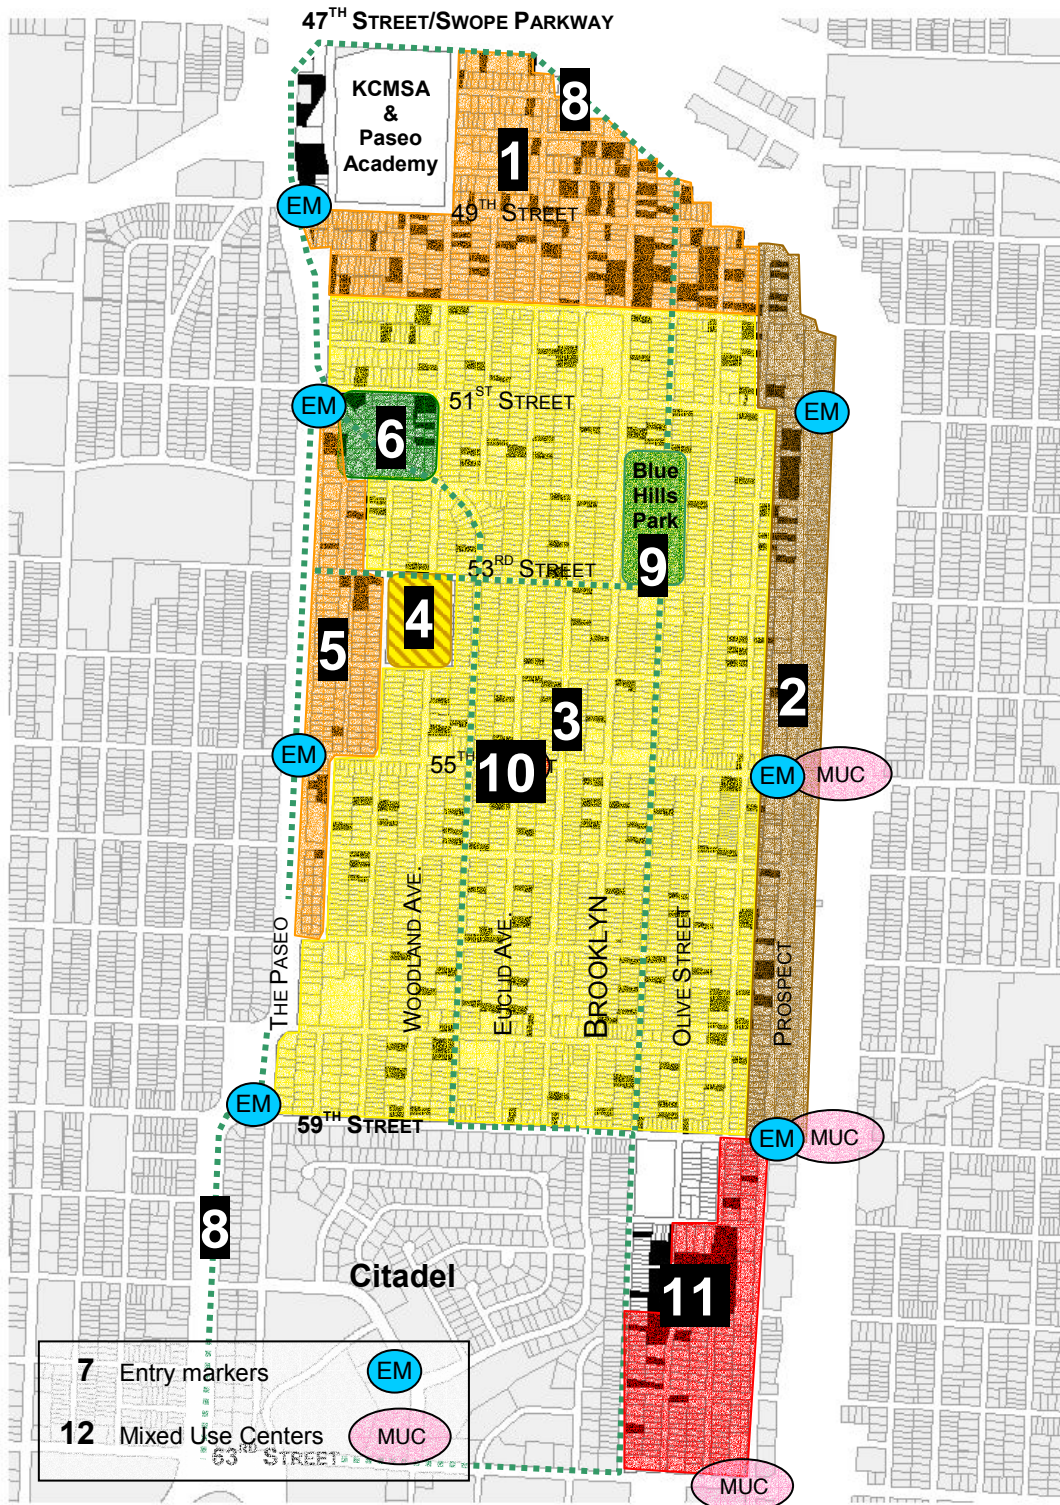 47TH STREET/SWOPE PARKWAY
KCMSA
&
Paseo
Academy
8
1
EM
49TH STREET
EM
51ST STREET
EM
6
Blue
Hills
Park
9
53RD STREET
4
5
2
3
EM
55TH
10
EM
MUC
THE PASEO
WOODLAND AVE.
EUCLID AVE
BROOKLYN
OLIVE STREET
PROSPECT
EM
59TH STREET
EM
MUC
8
Citadel
11
7 Entry markers EM
12 Mixed Use Centers MUC
63RD STREET
MUC